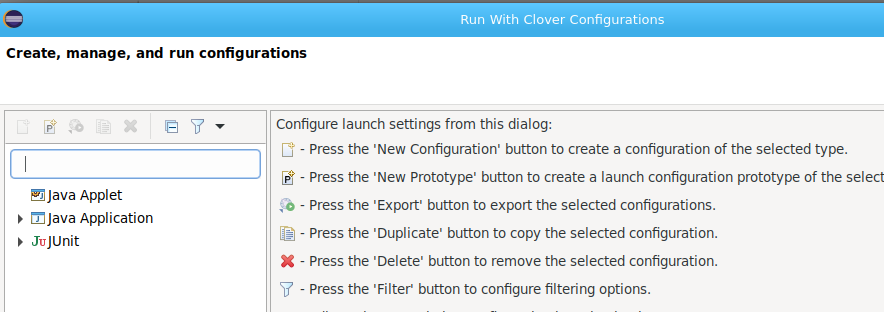 Run With Clover Configurations
Create, manage, and run configurations
Configure launch settings from this dialog:
- Press the 'New Configuration' button to create a configuration of the selected type.
- Press the 'New Prototype' button to create a launch configuration prototype of the select
- Press the 'Export' button to export the selected configurations.
- Press the 'Duplicate' button to copy the selected configuration.
- Press the 'Delete' button to remove the selected configuration.
- Press the 'Filter' button to configure filtering options.
Java Applet
Java Application
JUnit